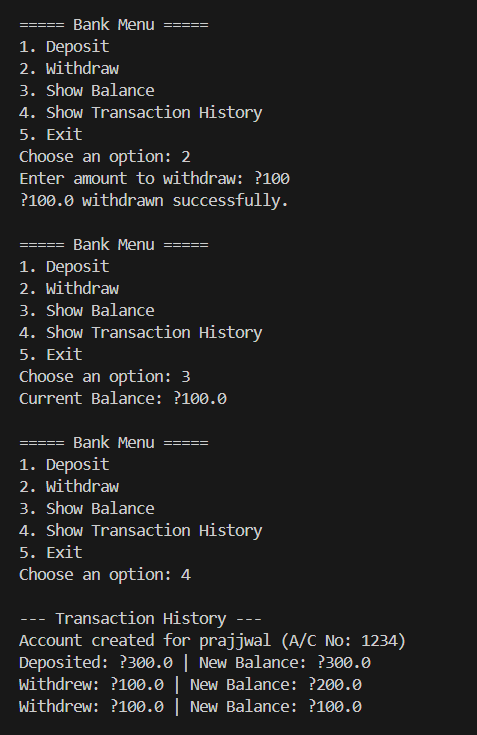 ===== Bank Menu =====
1. Deposit
2. Withdraw
3. Show Balance
4. Show Transaction History
5. Exit
Choose an option: 2
Enter amount to withdraw: ?100
?100.0 withdrawn successfully.
===== Bank Menu =====
1. Deposit
2. Withdraw
3. Show Balance
4. Show Transaction History
5. Exit
Choose an option: 3
Current Balance: ?100.0
===== Bank Menu =====
1. Deposit
2. Withdraw
3. Show Balance
4. Show Transaction History
5. Exit
Choose an option: 4
--- Transaction History ---
Account created for prajjwal (A/C No: 1234)
Deposited: ?300.0 | New Balance: ?300.0
Withdrew: ?100.0 | New Balance: ?200.0
Withdrew: ?100.0 | New Balance: ?100.0